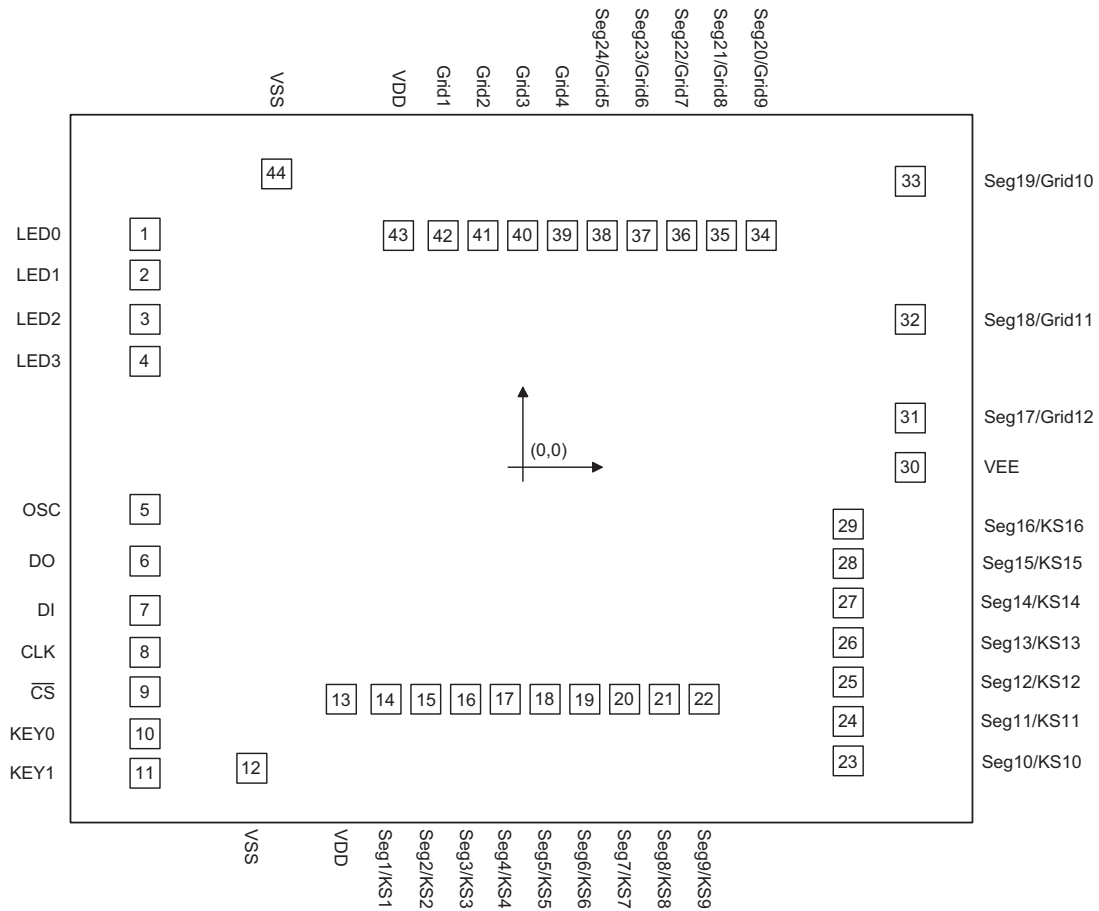 VSS
VDD
Grid1
Grid2
Grid3
Grid4
Seg24/Grid5
Seg23/Grid6
Seg22/Grid7
Seg21/Grid8
Seg20/Grid9
44
33 Seg19/Grid10
LED0 1
43 42 41 40 39 38 37 36 35 34
LED1 2
LED2 3
32 Seg18/Grid11
LED3 4
31 Seg17/Grid12
(0,0)
30 VEE
OSC 5
29 Seg16/KS16
DO 6
28 Seg15/KS15
DI 7
27 Seg14/KS14
CLK 8
26 Seg13/KS13
CS 9
25 Seg12/KS12
13 14 15 16 17 18 19 20 21 22
24 Seg11/KS11
KEY0 10
23 Seg10/KS10
KEY1 11
12
VSS
VDD
Seg1/KS1
Seg2/KS2
Seg3/KS3
Seg4/KS4
Seg5/KS5
Seg6/KS6
Seg7/KS7
Seg8/KS8
Seg9/KS9